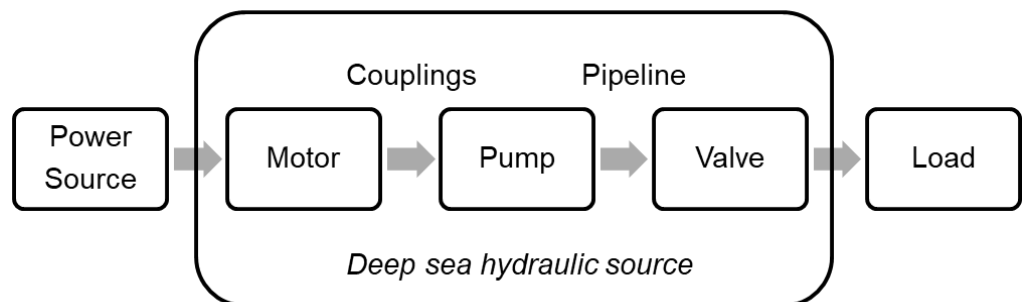 Couplings
Pipeline
Power
Source
Motor
Pump
Valve
Load
Deep sea hydraulic source